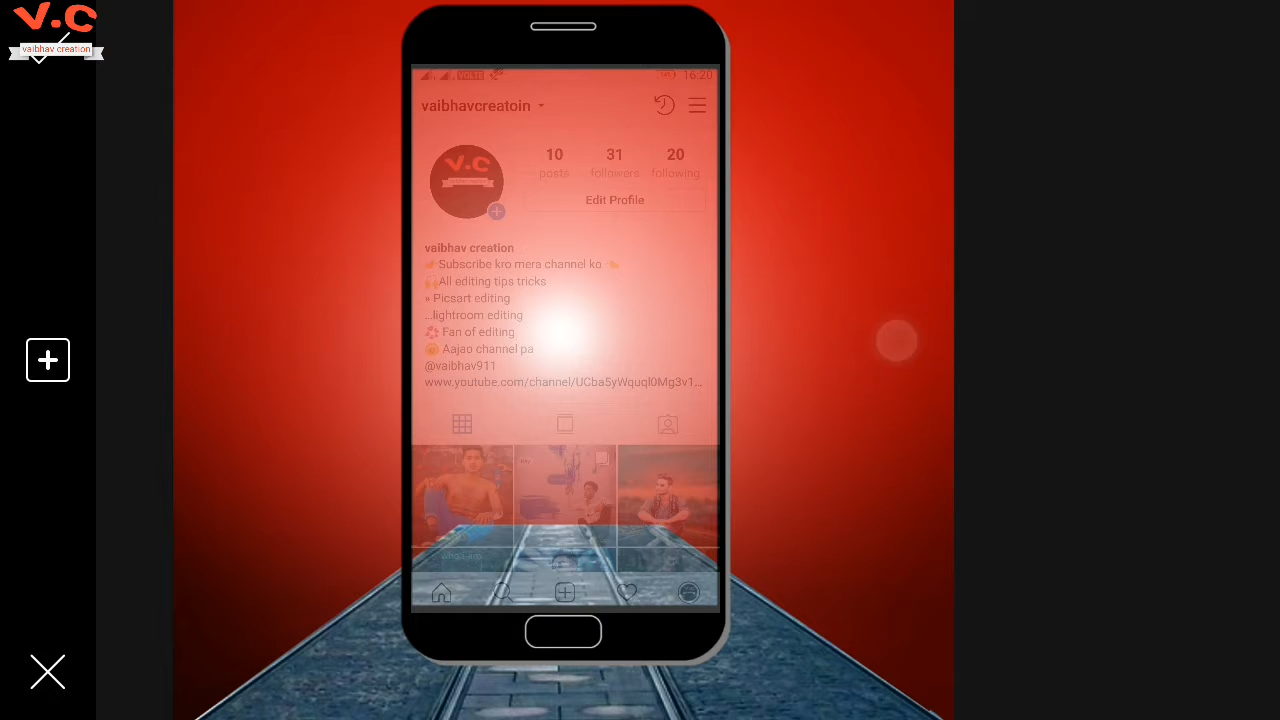 V.C
vaibhav creation
VOLTE
16:20
vaibhavcreatoin
V.C
10 31 20
posts followers following
Edit Profile
vaibhav creation
👉Subscribe kro mera channel ko 👈
🙌All editing tips tricks
» Picsart editing
...lightroom editing
Fan of editing
Aajao channel pa
@vaibhav911
www.youtube.com/channel/UCba5yWquql0Mg3v1...